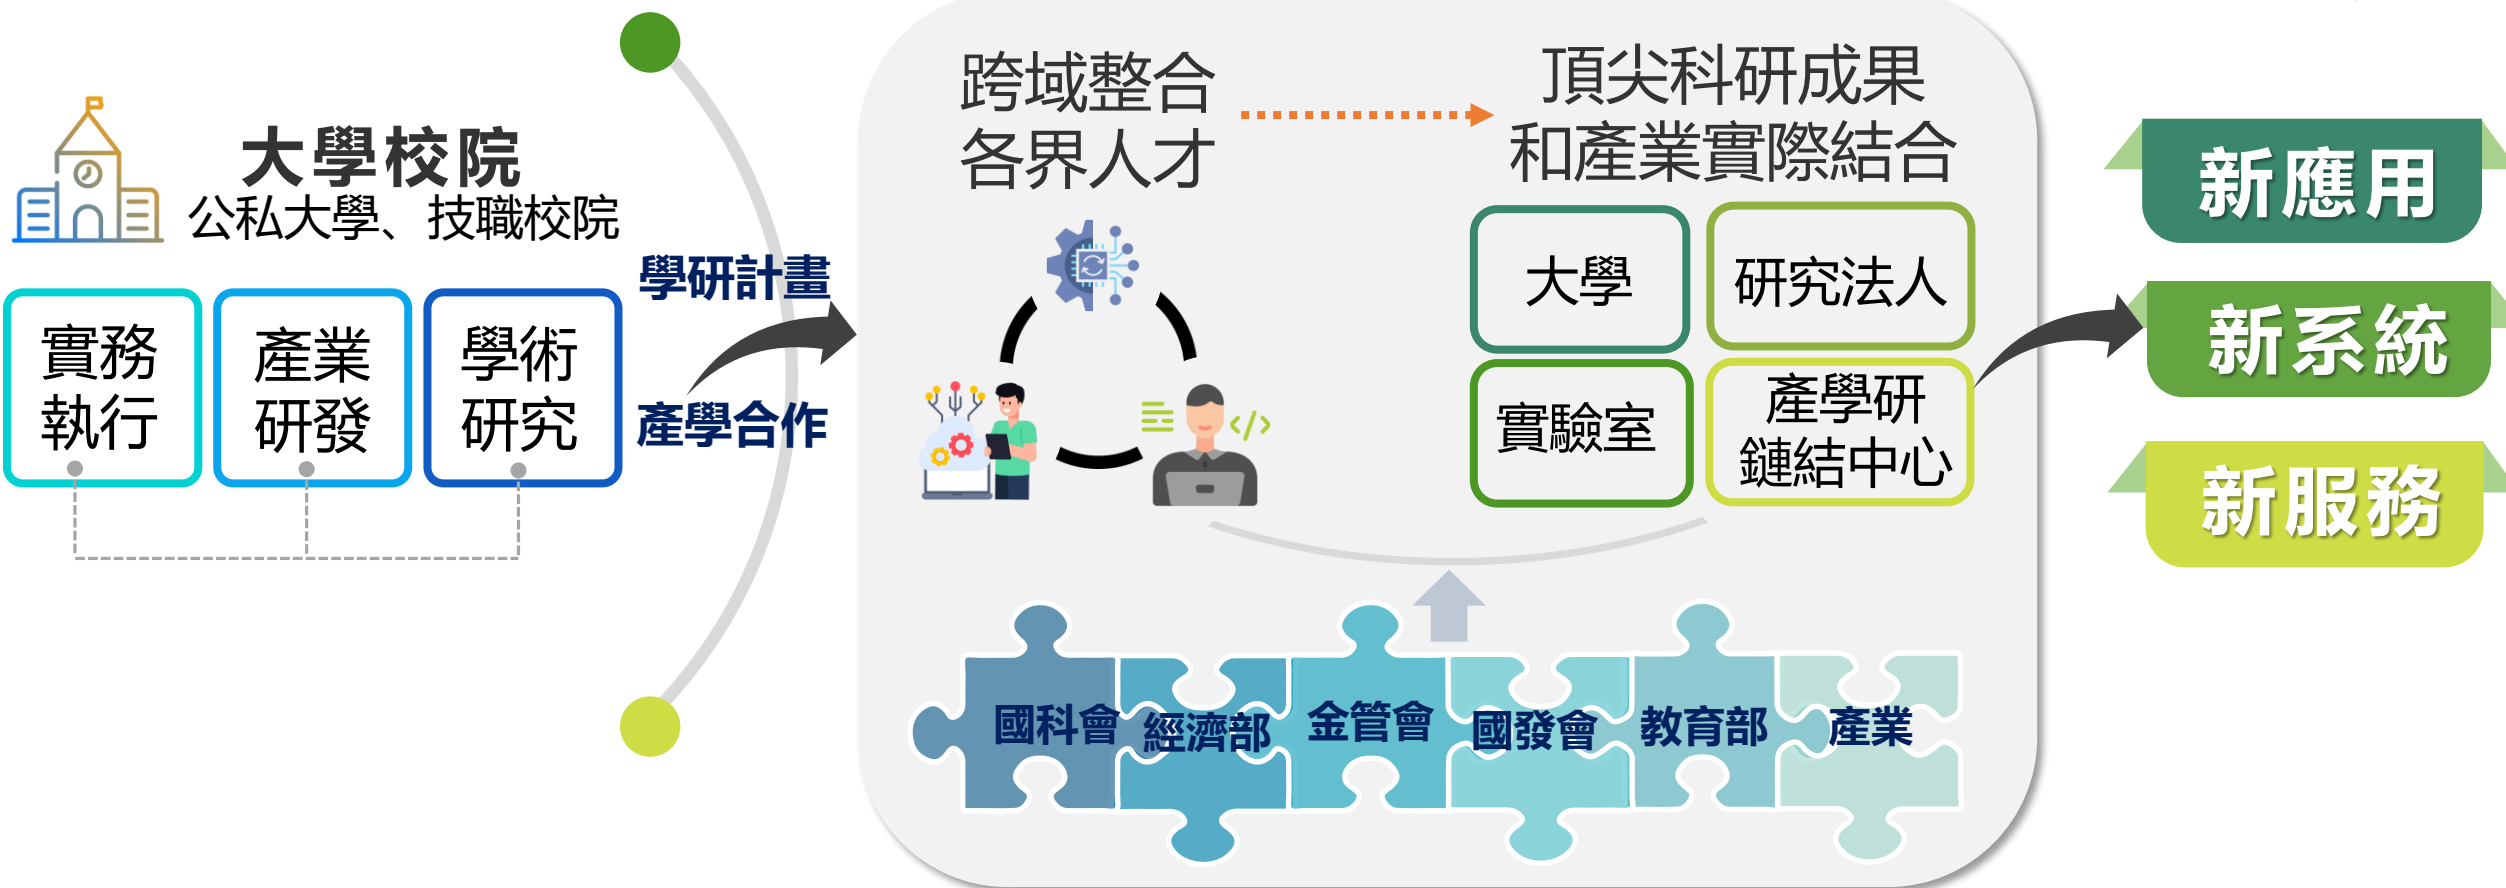 大學校院
公私大學、技職校院
實務
執行
產業
研發
學術
研究
學研計畫
產學合作
跨域整合
各界人才
頂尖科研成果
和產業實際結合
大學
研究法人
實驗室
產學研
鏈結中心
國科會
經濟部
金管會
國發會
教育部
產業
新應用
新系統
新服務